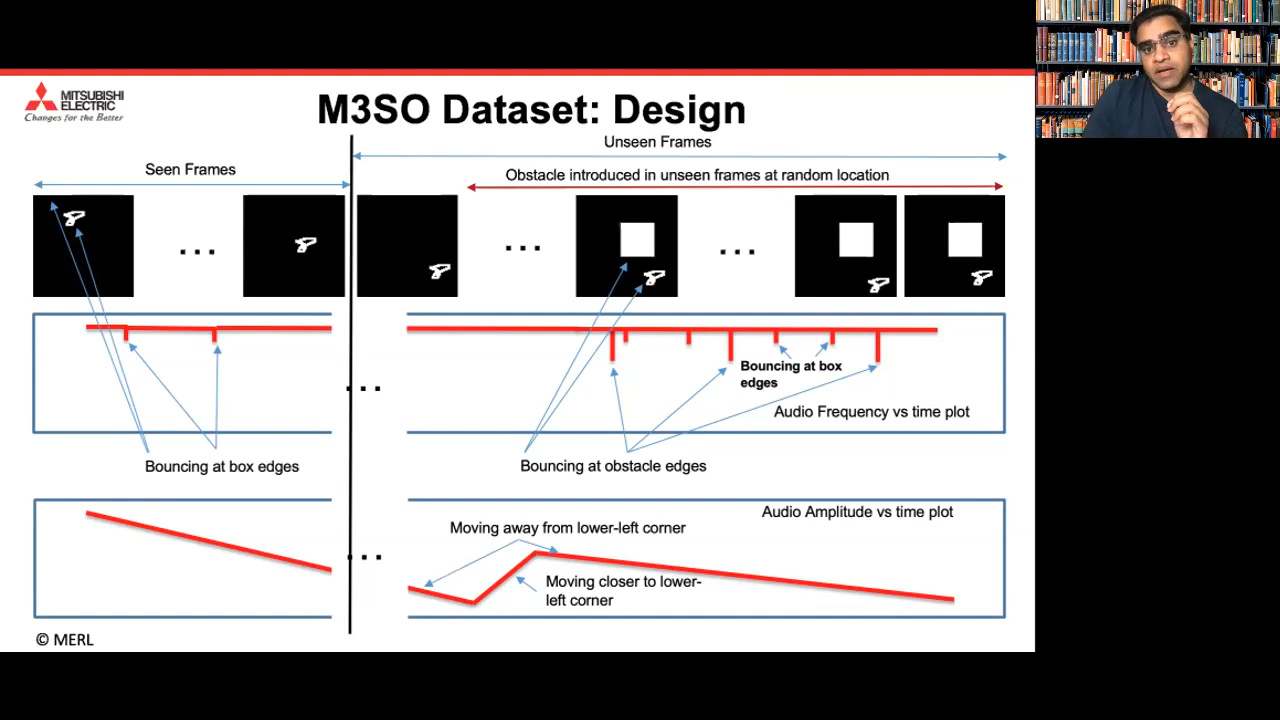 MITSUBISHI
ELECTRIC
Changes for the Better
M3SO Dataset: Design
Unseen Frames
Seen Frames
Obstacle introduced in unseen frames at random location
...
...
...
Bouncing at box
edges
...
Audio Frequency vs time plot
Bouncing at box edges
Bouncing at obstacle edges
Audio Amplitude vs time plot
Moving away from lower-left corner
...
Moving closer to lower-
left corner
© MERL